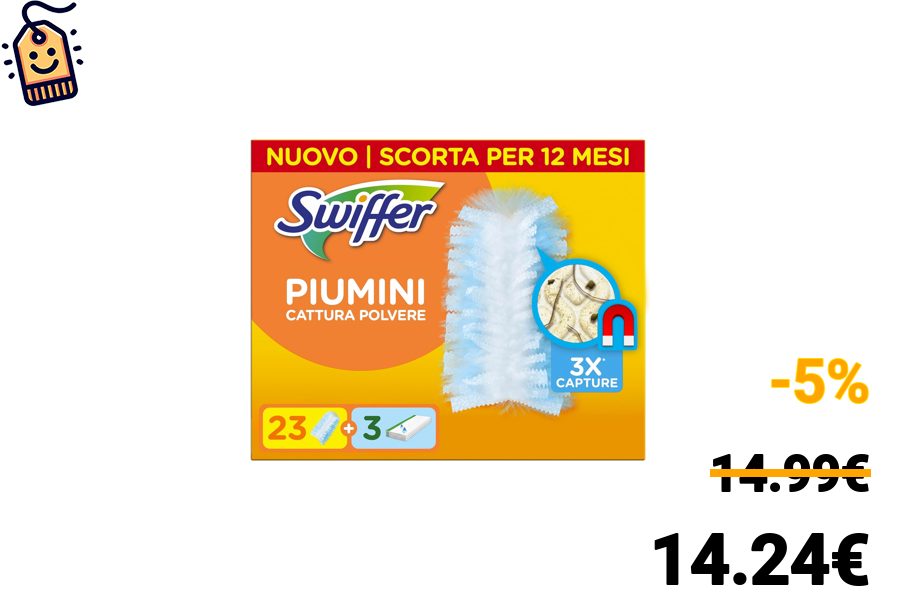 NUOVO | SCORTA PER 12 MESI
Swiffer
PIUMINI
CATTURA POLVERE
3X*
CAPTURE
23 + 3
-5%
14.99€
14.24€